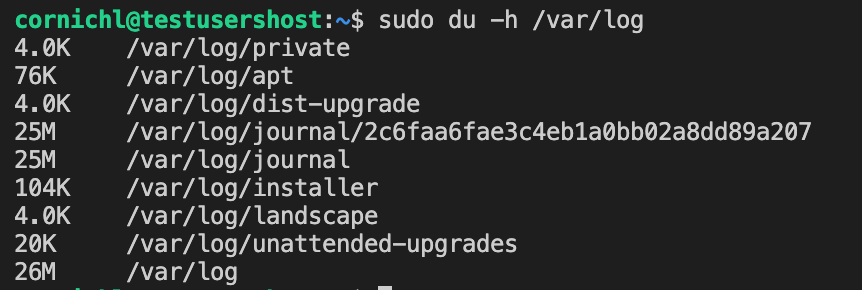 cornichl@testusershost:~$ sudo du -h /var/log
4.0K /var/log/private
76K /var/log/apt
4.0K /var/log/dist-upgrade
25M /var/log/journal/2c6faa6fae3c4eb1a0bb02a8dd89a207
25M /var/log/journal
104K /var/log/installer
4.0K /var/log/landscape
20K /var/log/unattended-upgrades
26M /var/log